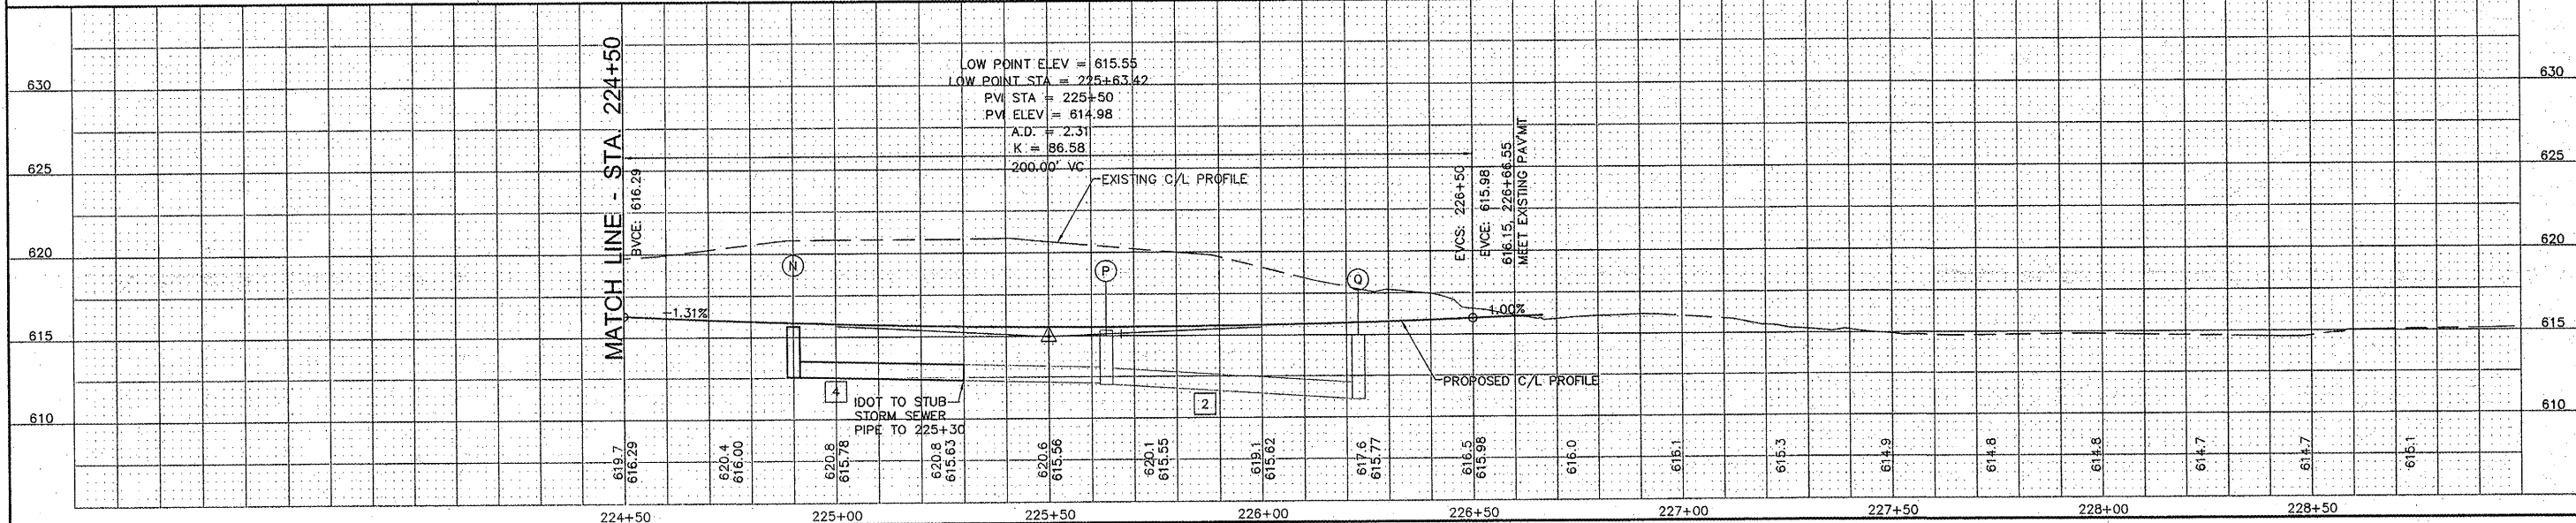 LOW POINT ELEV = 615.55
LOW POINT STA = 225+63.42
PVI STA = 225+50
PVI ELEV = 614.98
A.D. = 2.31
K = 86.58
200.00' VC
MATCH LINE - STA. 224+50
BVCE: 616.29
EXISTING C/L PROFILE
EVCS: 226+50
EVCE: 615.98
616.15, 226+66.55
MEET EXISTING PAV'MT
630
630
625
625
620
620
615
615
610
610
N
P
Q
-1.31%
1.00%
PROPOSED C/L PROFILE
4
IDOT TO STUB
STORM SEWER
PIPE TO 225+30
2
619.7
616.29
620.4
616.00
620.8
615.78
620.8
615.63
620.6
615.56
620.1
615.55
619.1
615.62
617.6
615.77
616.5
615.98
616.0
616.1
615.3
614.9
614.8
614.8
614.7
614.7
615.1
224+50
225+00
225+50
226+00
226+50
227+00
227+50
228+00
228+50